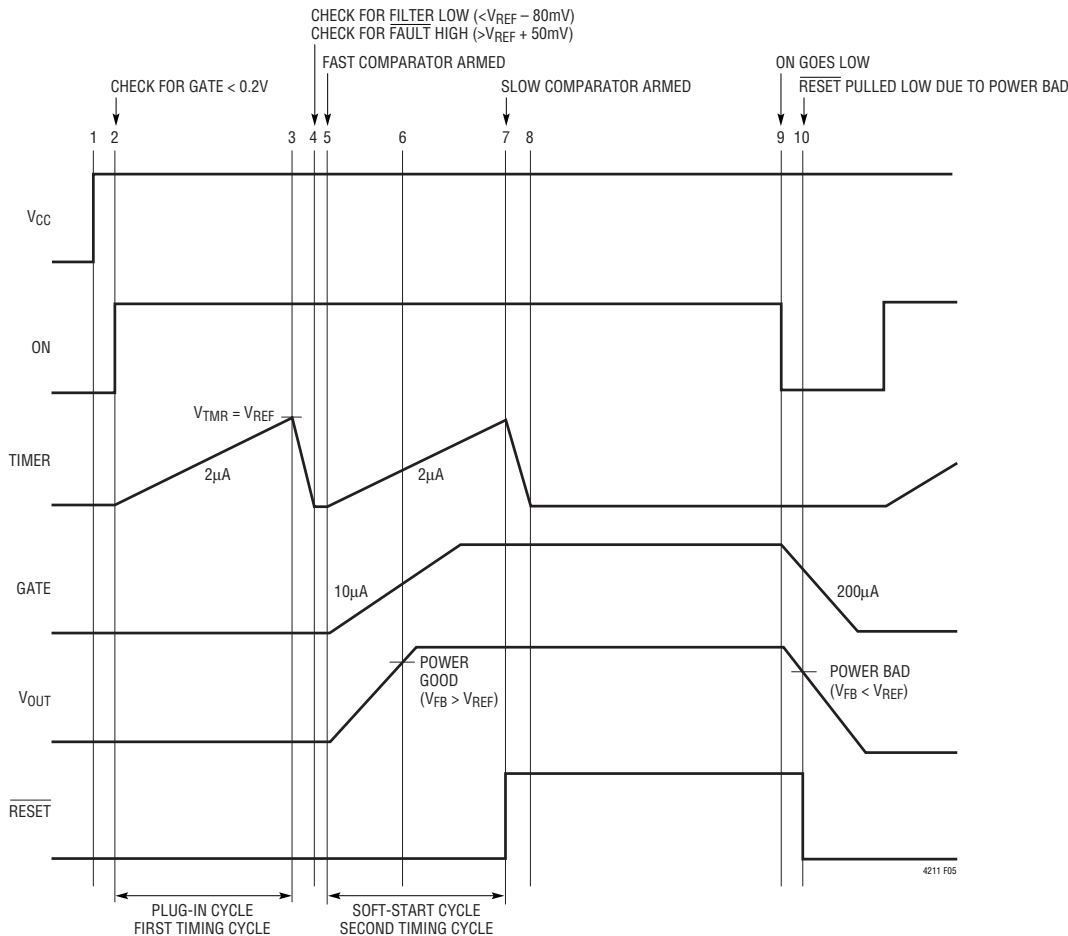 CHECK FOR FILTER LOW (<VREF – 80mV)
CHECK FOR FAULT HIGH (>VREF + 50mV)
FAST COMPARATOR ARMED
ON GOES LOW
CHECK FOR GATE < 0.2V
SLOW COMPARATOR ARMED
RESET PULLED LOW DUE TO POWER BAD
1 2 3 4 5 6 7 8 9 10
VCC
ON
VTMR = VREF
TIMER
2µA
2µA
GATE
10µA
200µA
POWER
GOOD
(VFB > VREF)
POWER BAD
(VFB < VREF)
VOUT
RESET
4211 F05
PLUG-IN CYCLE
FIRST TIMING CYCLE
SOFT-START CYCLE
SECOND TIMING CYCLE